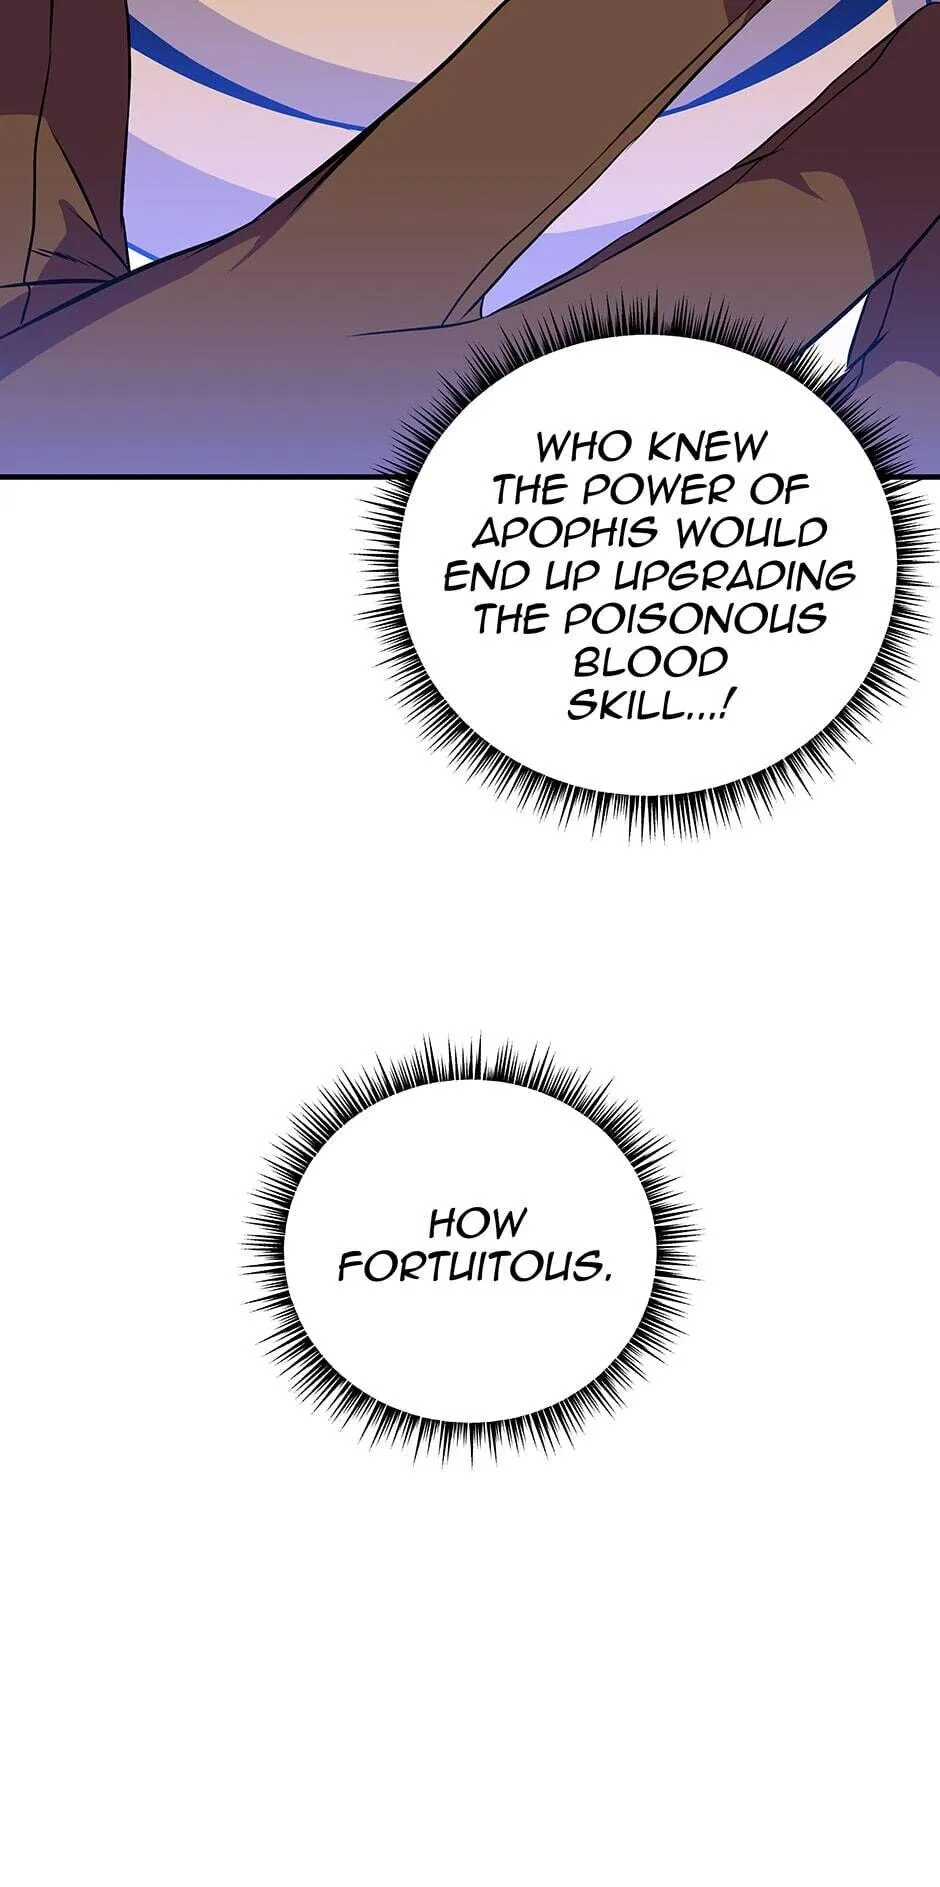 WHO KNEW
THE POWER OF
APOPHIS WOULD
END UP UPGRADING
THE POISONOUS
BLOOD
SKILL...!
HOW
FORTUITOUS.